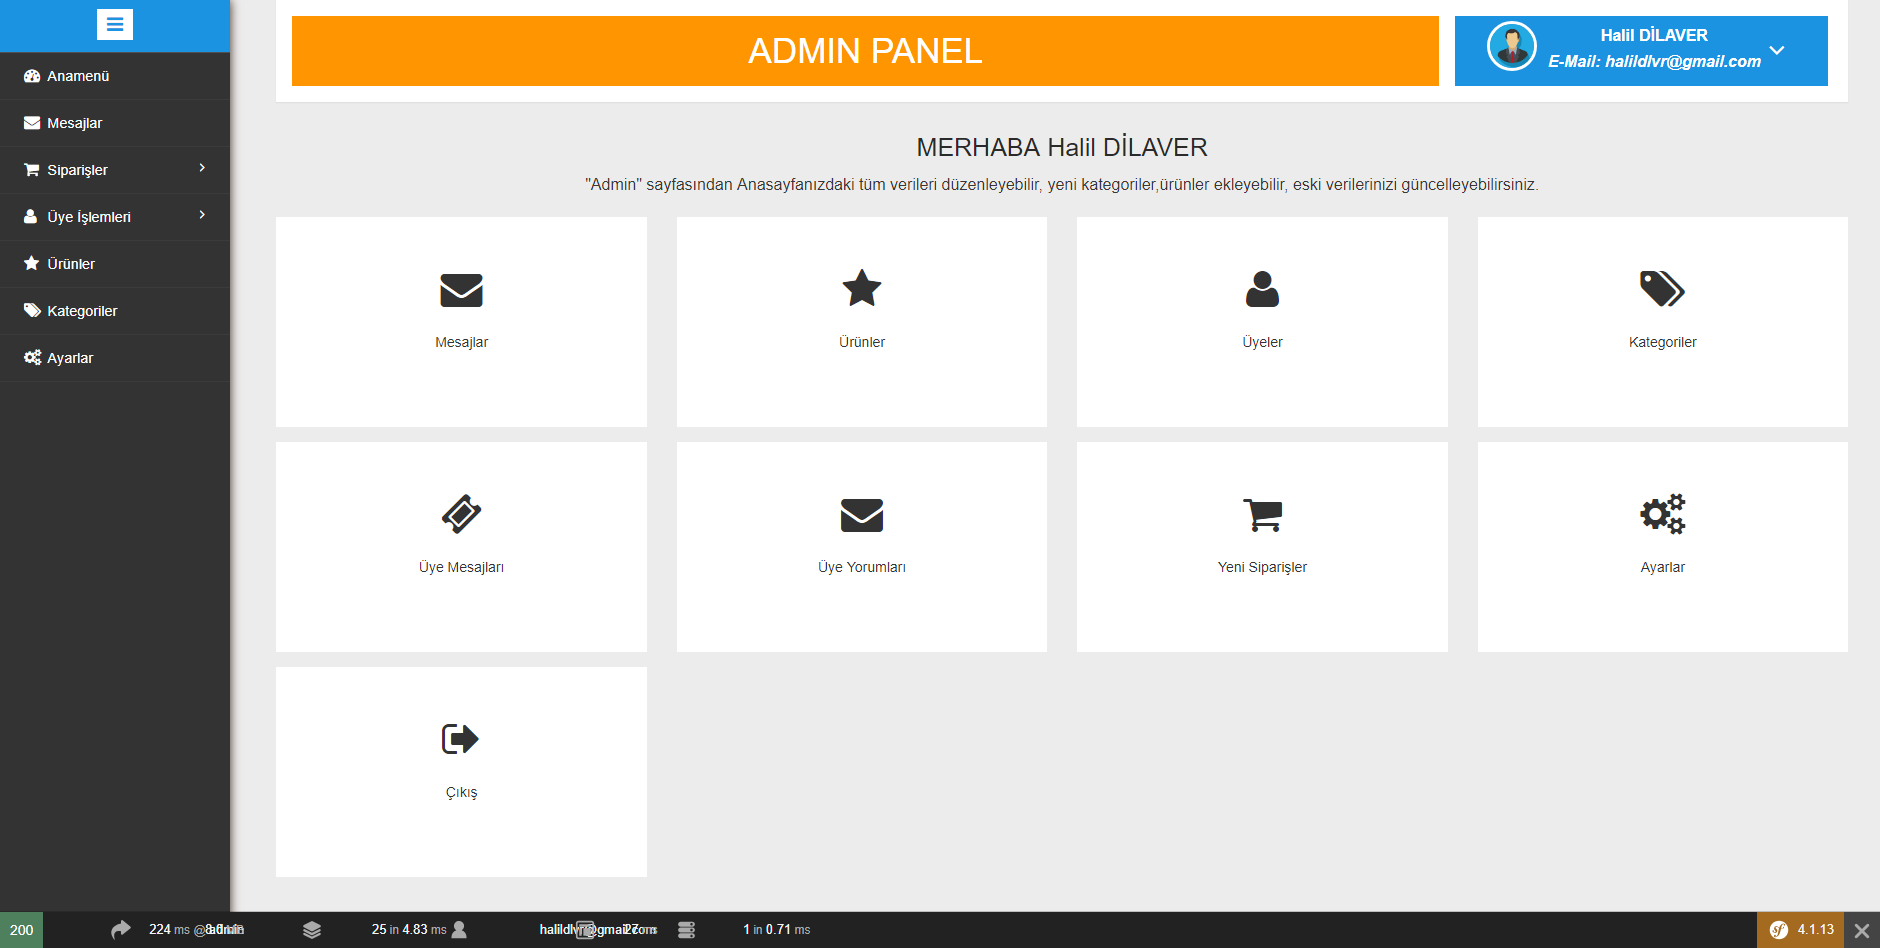 Anamenü
Mesajlar
Siparişler
Üye İşlemleri
Ürünler
Kategoriler
Ayarlar
ADMIN PANEL
Halil DİLAVER
E-Mail: halildlvr@gmail.com
MERHABA Halil DİLAVER
"Admin" sayfasından Anasayfanızdaki tüm verileri düzenleyebilir, yeni kategoriler,ürünler ekleyebilir, eski verilerinizi güncelleyebilirsiniz.
Mesajlar
Ürünler
Üyeler
Kategoriler
Üye Mesajları
Üye Yorumları
Yeni Siparişler
Ayarlar
Çıkış
200
224 ms @admin
25 in 4.83 ms
halildlvr@gmail.com
27 ms
1 in 0.71 ms
sf 4.1.13